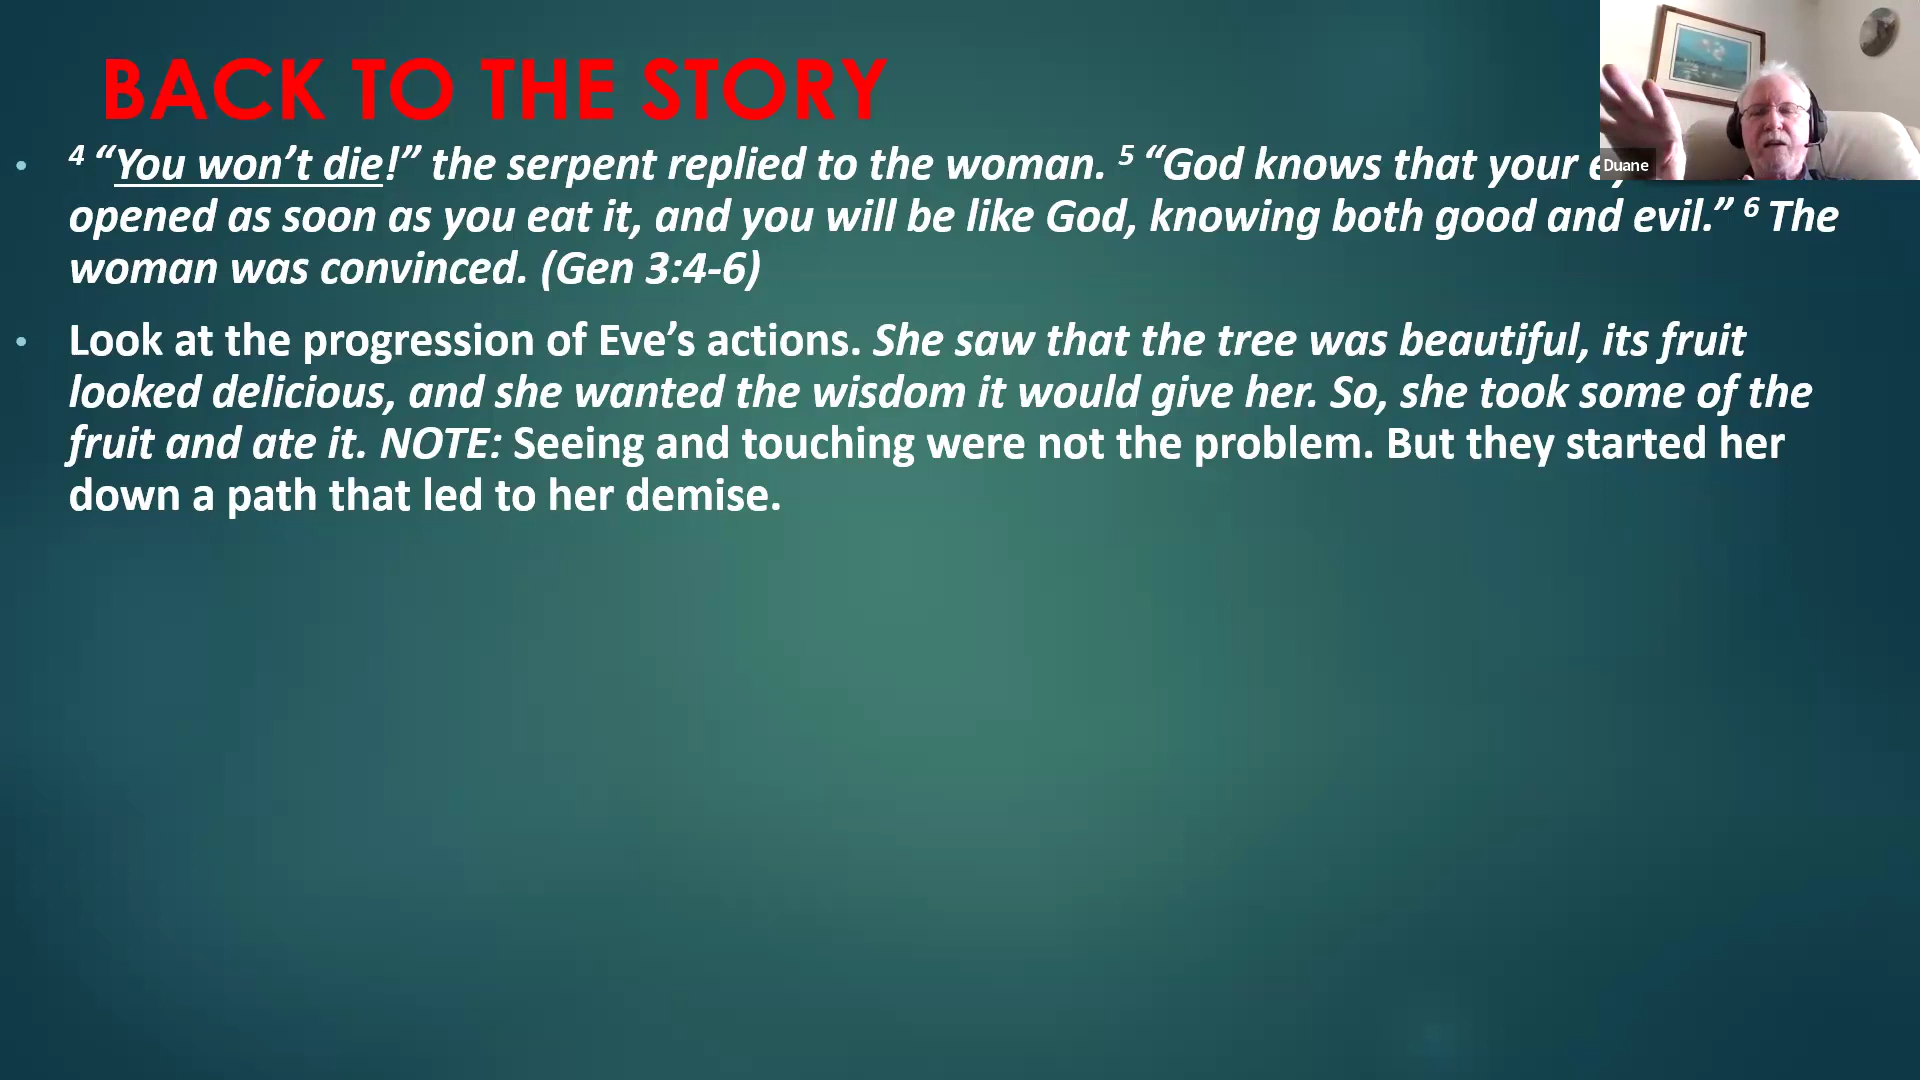 BACK TO THE STORY
• 4 “You won’t die!” the serpent replied to the woman. 5 “God knows that your
opened as soon as you eat it, and you will be like God, knowing both good and evil.” 6 The
woman was convinced. (Gen 3:4-6)
• Look at the progression of Eve’s actions. She saw that the tree was beautiful, its fruit
looked delicious, and she wanted the wisdom it would give her. So, she took some of the
fruit and ate it. NOTE: Seeing and touching were not the problem. But they started her
down a path that led to her demise.
Duane